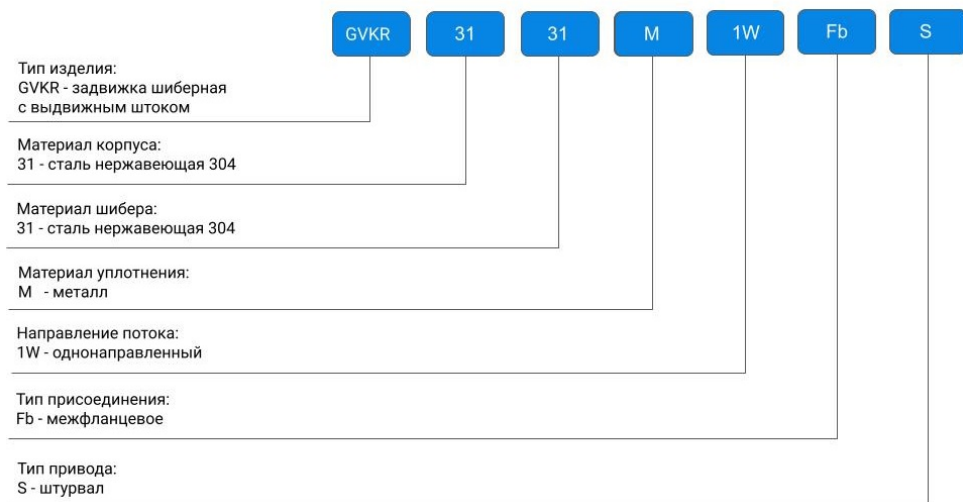 GVKR 31 31 M 1W Fb S
Тип изделия:
GVKR - задвижка шиберная
с выдвижным штоком
Материал корпуса:
31 - сталь нержавеющая 304
Материал шибера:
31 - сталь нержавеющая 304
Материал уплотнения:
M - металл
Направление потока:
1W - однонаправленный
Тип присоединения:
Fb - межфланцевое
Тип привода:
S - штурвал